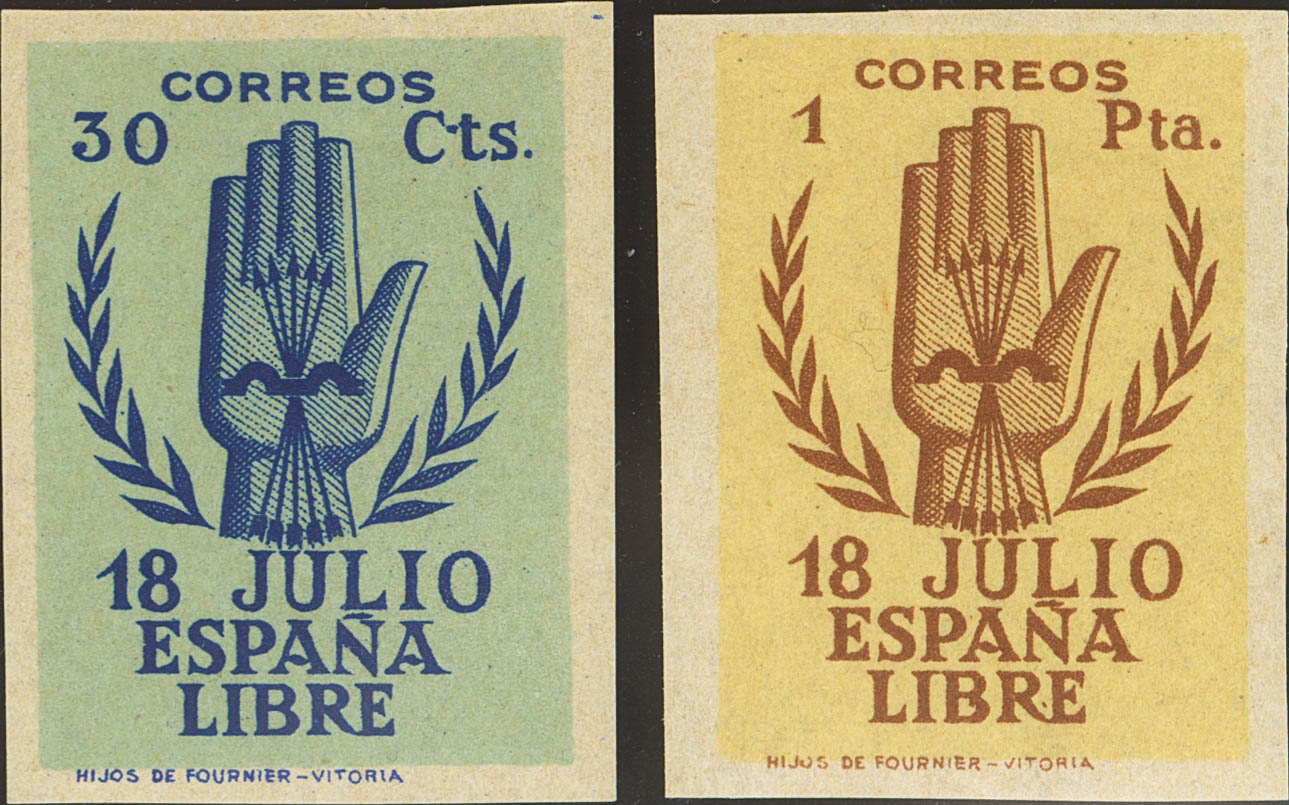 CORREOS
30 Cts.
18 JULIO
ESPAÑA
LIBRE
HIJOS DE FOURNIER-VITORIA
CORREOS
1 Pta.
18 JULIO
ESPAÑA
LIBRE
HIJOS DE FOURNIER-VITORIA